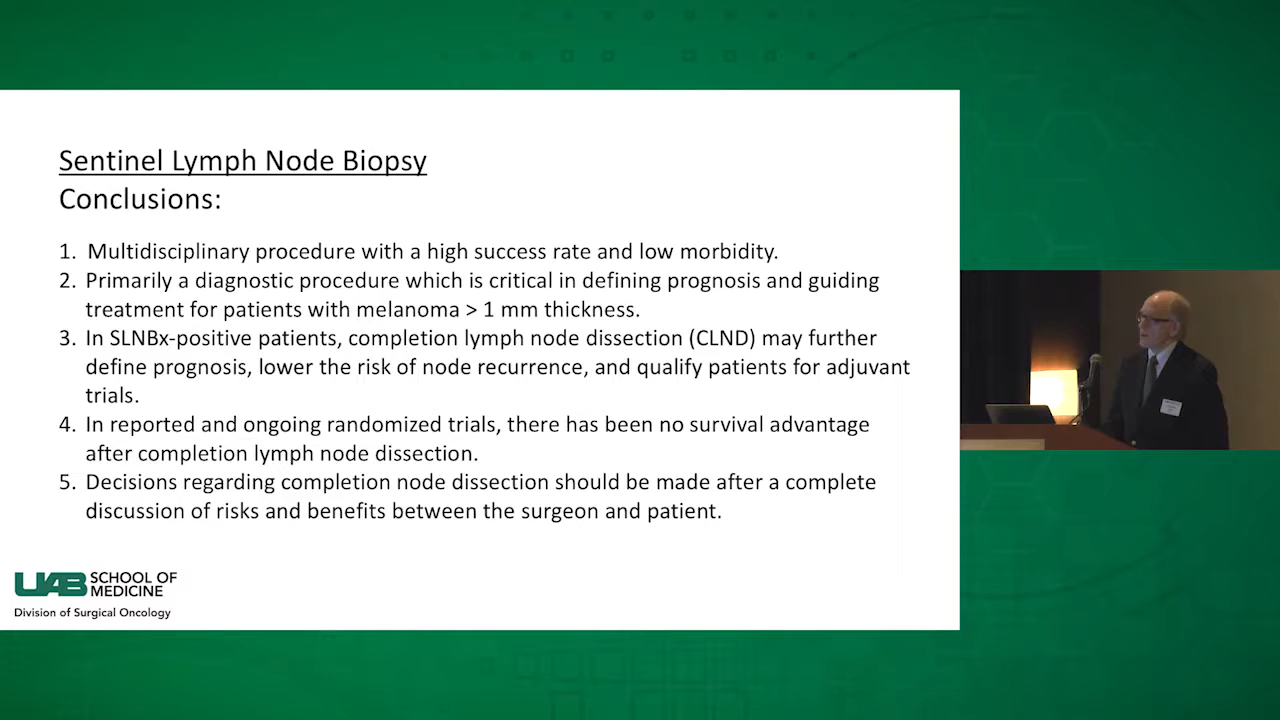 Sentinel Lymph Node Biopsy
Conclusions:
1. Multidisciplinary procedure with a high success rate and low morbidity.
2. Primarily a diagnostic procedure which is critical in defining prognosis and guiding
treatment for patients with melanoma > 1 mm thickness.
3. In SLNBx-positive patients, completion lymph node dissection (CLND) may further
define prognosis, lower the risk of node recurrence, and qualify patients for adjuvant
trials.
4. In reported and ongoing randomized trials, there has been no survival advantage
after completion lymph node dissection.
5. Decisions regarding completion node dissection should be made after a complete
discussion of risks and benefits between the surgeon and patient.
UAB SCHOOL OF
MEDICINE
Division of Surgical Oncology